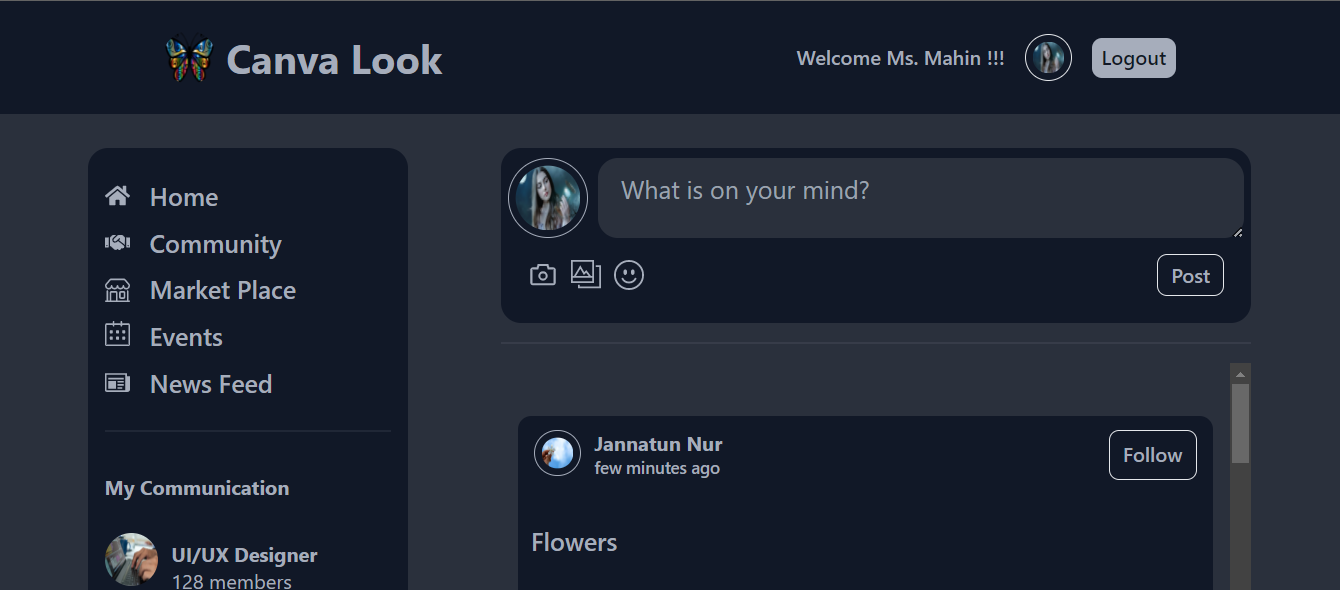 Canva Look
Welcome Ms. Mahin !!!
Logout
Home
Community
Market Place
Events
News Feed
My Communication
UI/UX Designer
128 members
What is on your mind?
Post
Jannatun Nur
few minutes ago
Follow
Flowers